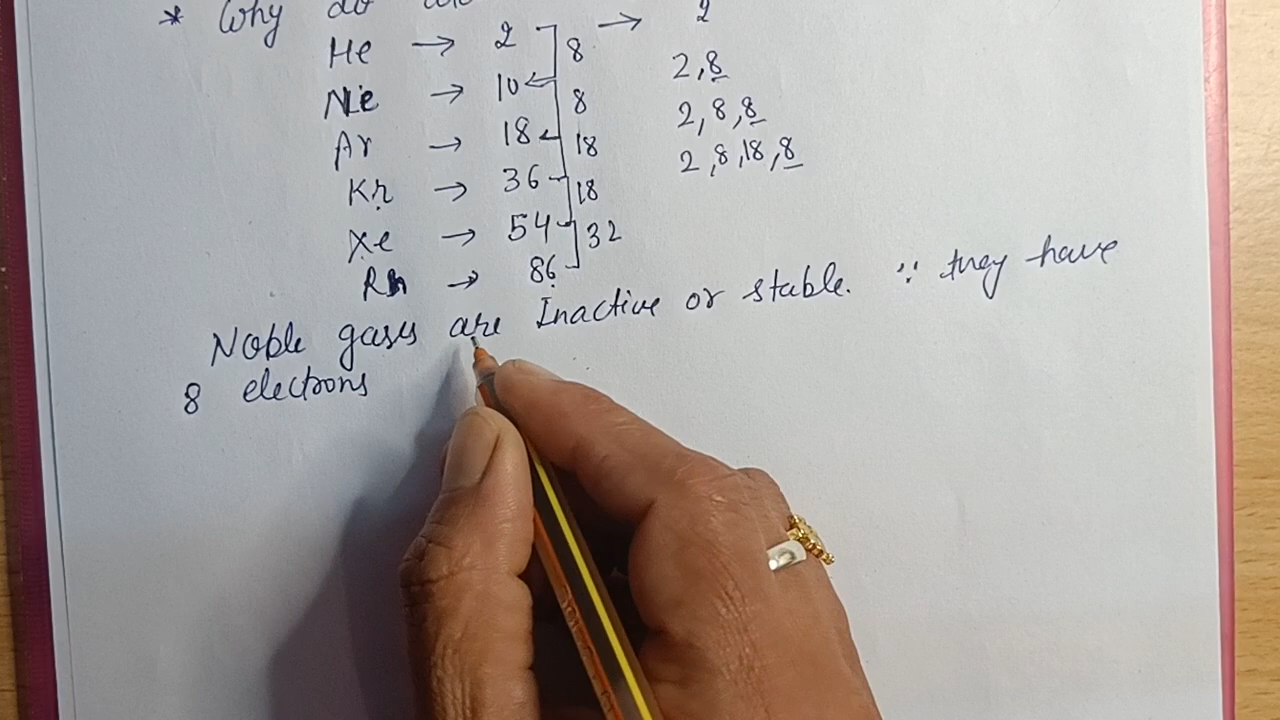 * Why do
He → 2 8 → 2
Ne → 10 8 2,8
Ar → 18 18 2,8,8
Kr → 36 18 2,8,18,8
Xe → 54 32
Rn → 86
Noble gases are Inactive or stable. ∵ they have
8 electrons